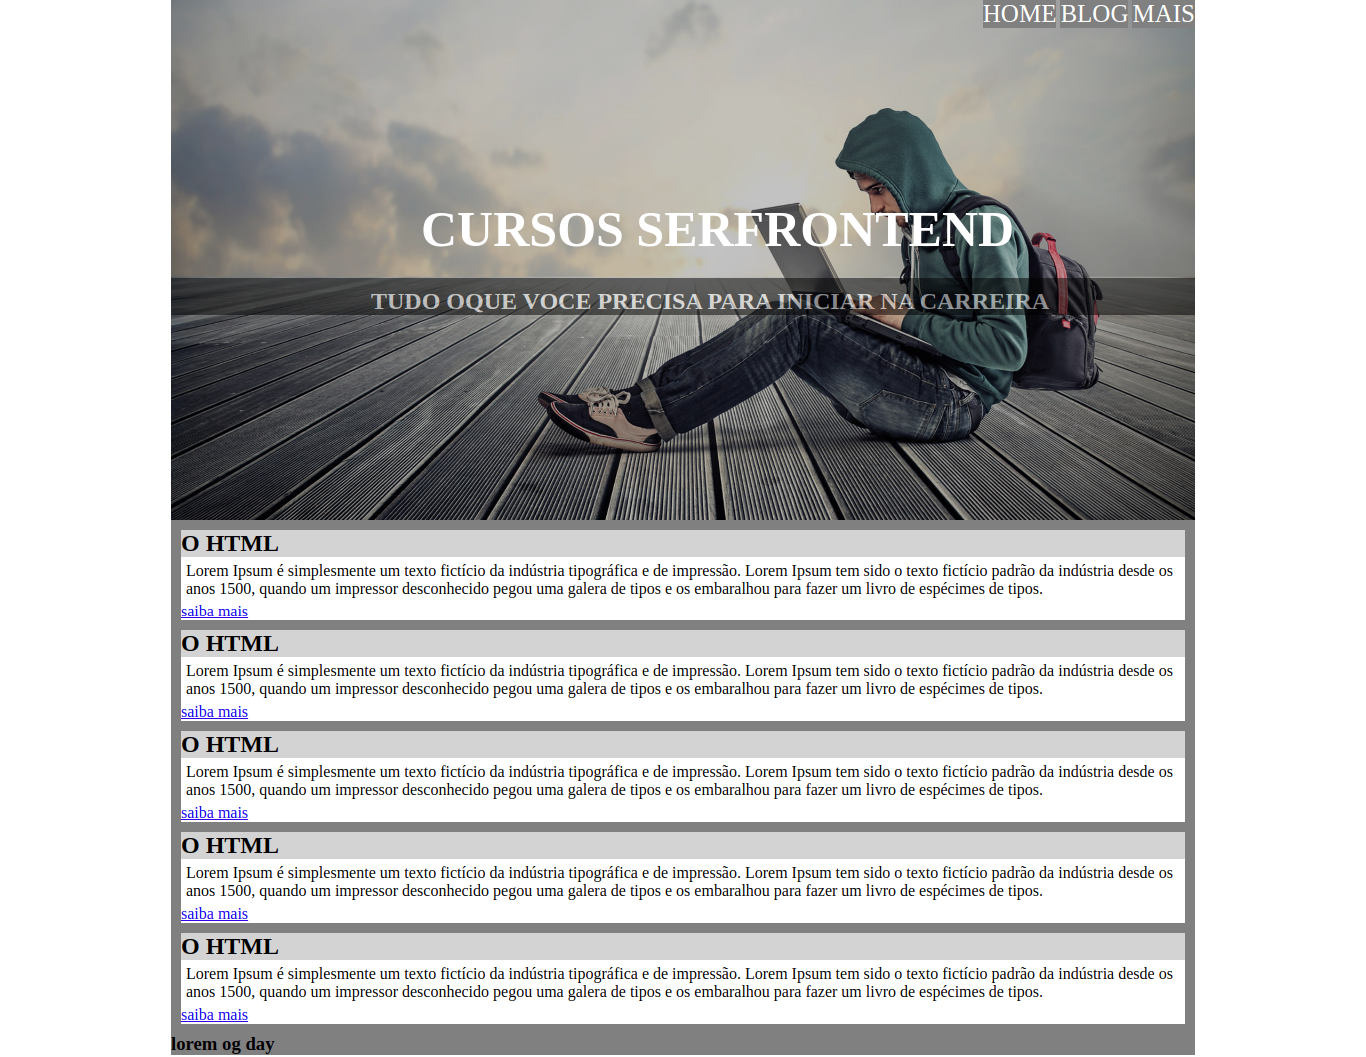 HOME BLOG MAIS
CURSOS SERFRONTEND
TUDO OQUE VOCE PRECISA PARA INICIAR NA CARREIRA
O HTML
Lorem Ipsum é simplesmente um texto fictício da indústria tipográfica e de impressão. Lorem Ipsum tem sido o texto fictício padrão da indústria desde os
anos 1500, quando um impressor desconhecido pegou uma galera de tipos e os embaralhou para fazer um livro de espécimes de tipos.
saiba mais
O HTML
Lorem Ipsum é simplesmente um texto fictício da indústria tipográfica e de impressão. Lorem Ipsum tem sido o texto fictício padrão da indústria desde os
anos 1500, quando um impressor desconhecido pegou uma galera de tipos e os embaralhou para fazer um livro de espécimes de tipos.
saiba mais
O HTML
Lorem Ipsum é simplesmente um texto fictício da indústria tipográfica e de impressão. Lorem Ipsum tem sido o texto fictício padrão da indústria desde os
anos 1500, quando um impressor desconhecido pegou uma galera de tipos e os embaralhou para fazer um livro de espécimes de tipos.
saiba mais
O HTML
Lorem Ipsum é simplesmente um texto fictício da indústria tipográfica e de impressão. Lorem Ipsum tem sido o texto fictício padrão da indústria desde os
anos 1500, quando um impressor desconhecido pegou uma galera de tipos e os embaralhou para fazer um livro de espécimes de tipos.
saiba mais
O HTML
Lorem Ipsum é simplesmente um texto fictício da indústria tipográfica e de impressão. Lorem Ipsum tem sido o texto fictício padrão da indústria desde os
anos 1500, quando um impressor desconhecido pegou uma galera de tipos e os embaralhou para fazer um livro de espécimes de tipos.
saiba mais
lorem og day